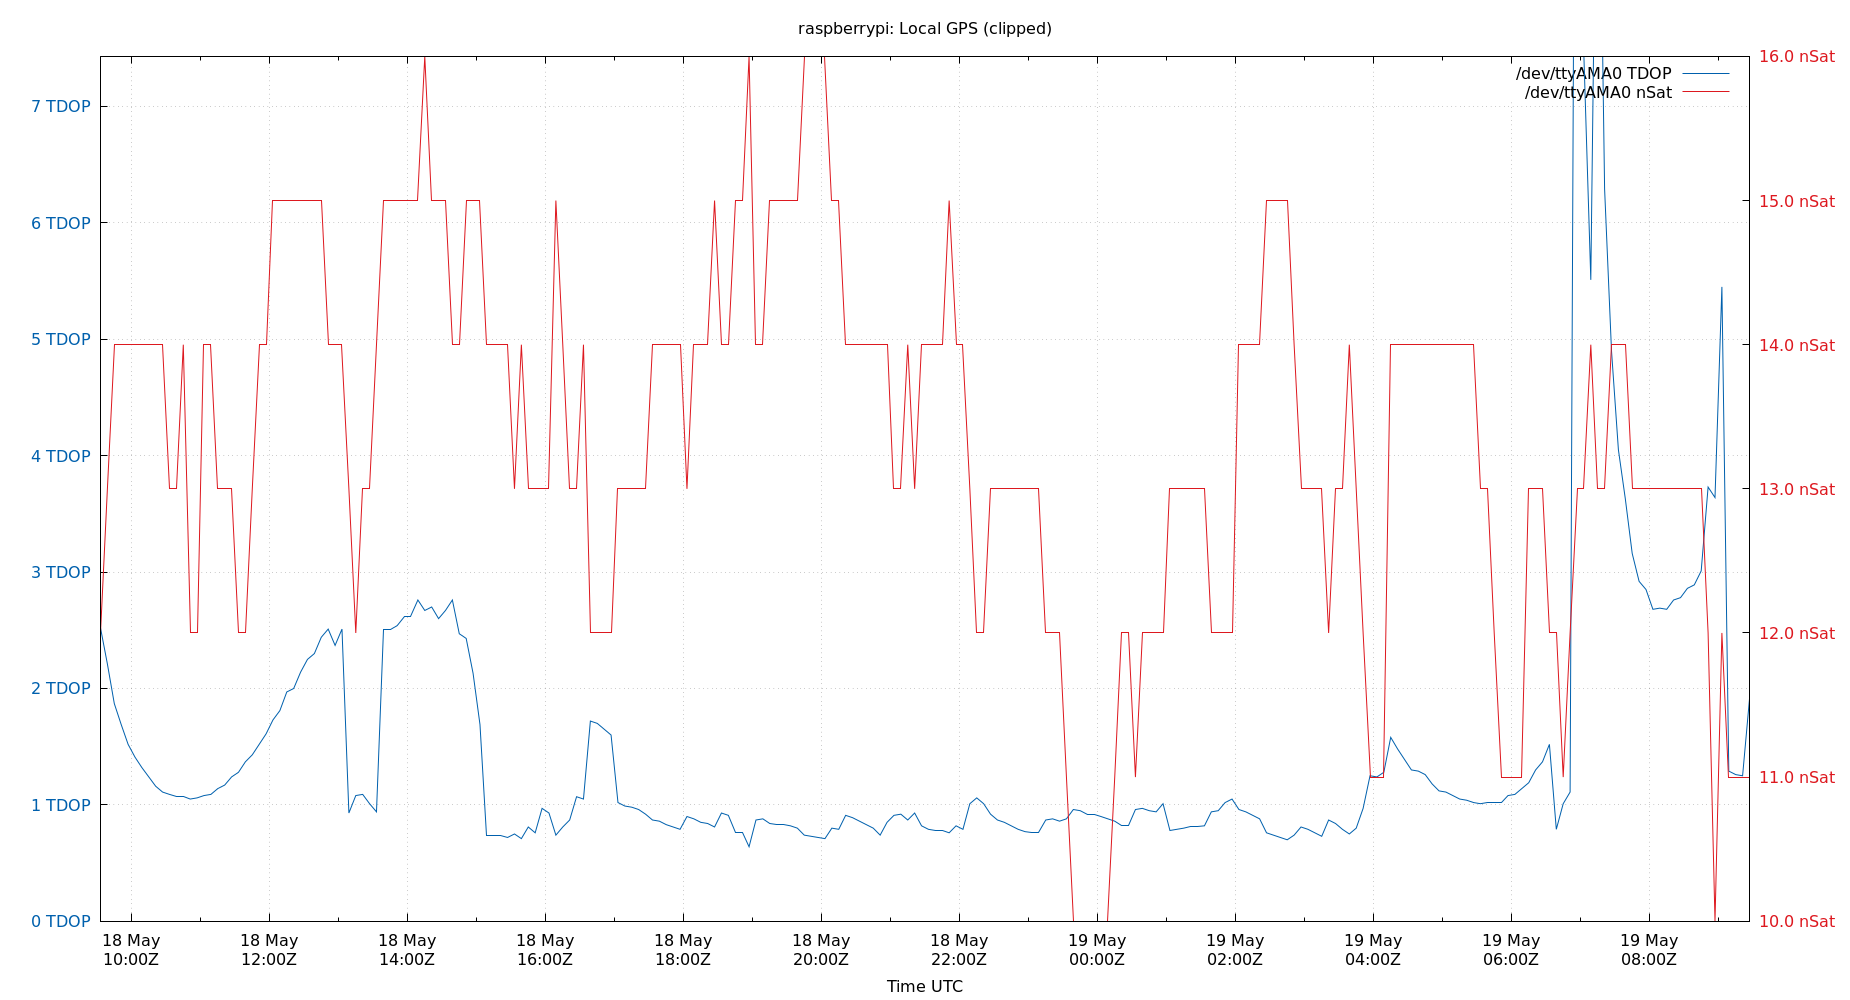 raspberrypi: Local GPS (clipped)
16.0 nSat
/dev/ttyAMA0 TDOP
/dev/ttyAMA0 nSat
7 TDOP
15.0 nSat
6 TDOP
5 TDOP
14.0 nSat
4 TDOP
13.0 nSat
3 TDOP
12.0 nSat
2 TDOP
11.0 nSat
1 TDOP
0 TDOP
10.0 nSat
18 May 18 May 18 May 18 May 18 May 18 May 18 May 19 May 19 May 19 May 19 May 19 May
10:00Z 12:00Z 14:00Z 16:00Z 18:00Z 20:00Z 22:00Z 00:00Z 02:00Z 04:00Z 06:00Z 08:00Z
Time UTC